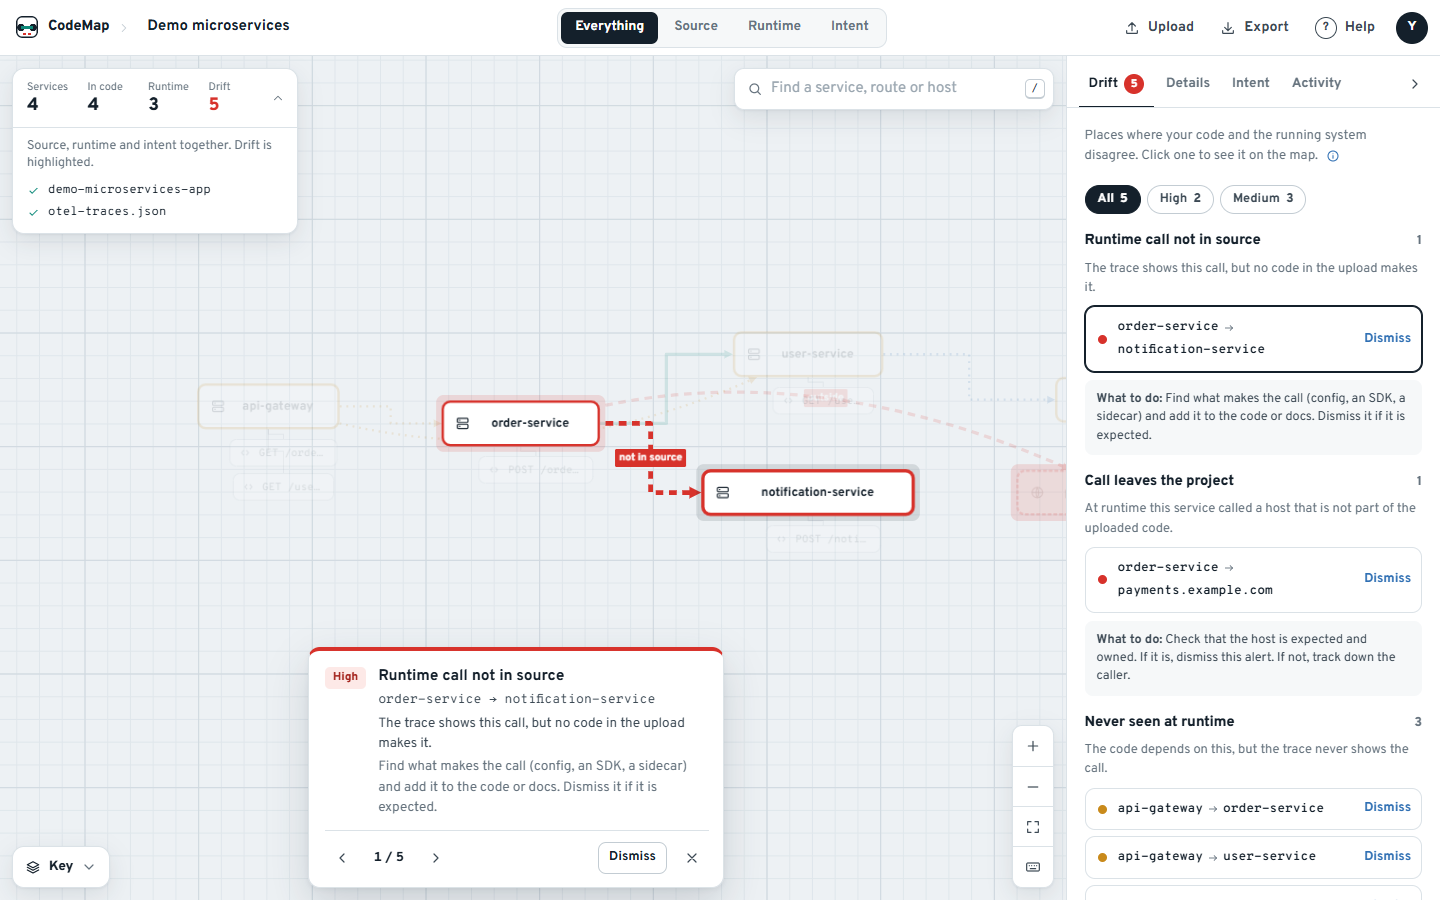 CodeMap
Demo microservices
Everything
Source
Runtime
Intent
Upload
Export
? Help
Y
Services
In code
Runtime
Drift
4
4
3
5
Source, runtime and intent together. Drift is
highlighted.
demo-microservices-app
otel-traces.json
Find a service, route or host
/
user-service
api-gateway
GET /orde…
GET /use…
order-service
POST /orde…
not in source
notification-service
POST /noti…
High
Runtime call not in source
order-service → notification-service
The trace shows this call, but no code in the upload
makes it.
Find what makes the call (config, an SDK, a sidecar)
and add it to the code or docs. Dismiss it if it is
expected.
1 / 5
Dismiss
Key
Drift 5
Details
Intent
Activity
Places where your code and the running system
disagree. Click one to see it on the map.
All 5
High 2
Medium 3
Runtime call not in source 1
The trace shows this call, but no code in the upload makes
it.
order-service →
notification-service
Dismiss
What to do: Find what makes the call (config, an SDK, a
sidecar) and add it to the code or docs. Dismiss it if it is
expected.
Call leaves the project 1
At runtime this service called a host that is not part of the
uploaded code.
order-service →
payments.example.com
Dismiss
What to do: Check that the host is expected and
owned. If it is, dismiss this alert. If not, track down the
caller.
Never seen at runtime 3
The code depends on this, but the trace never shows the
call.
api-gateway → order-service Dismiss
api-gateway → user-service Dismiss